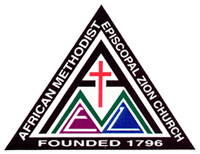 AFRICAN METHODIST
EPISCOPAL ZION CHURCH
A
M
E
Z
FOUNDED 1796